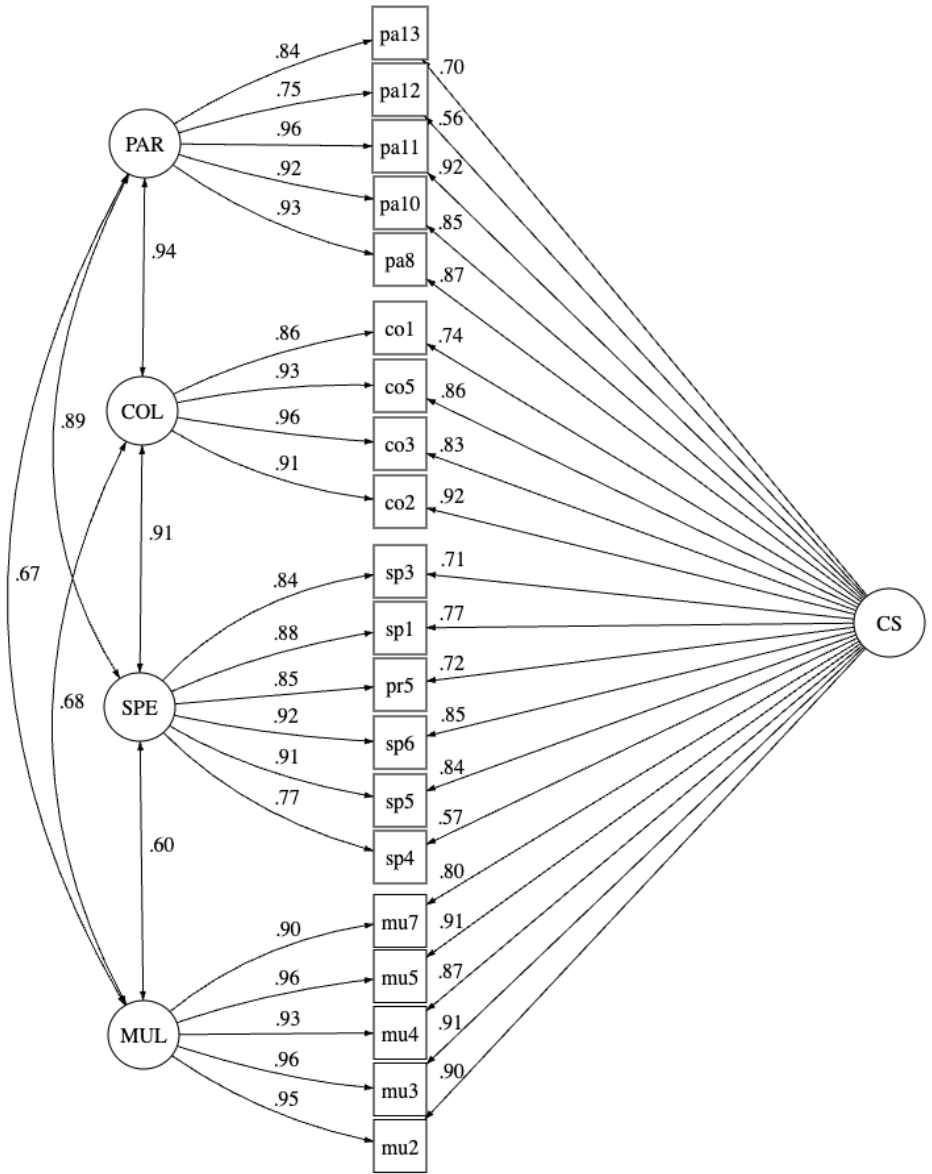 pa13
.84
.70
.75
pa12
.56
.96
pa11
PAR
.92
.92
pa10
.85
.93
pa8
.87
.94
co1
.86
.74
.93
co5
.86
COL
.89
.96
co3
.83
.91
co2
.92
.91
.67
sp3
.84
.71
.88
sp1
.77
CS
.85
pr5
.72
SPE
.68
.92
sp6
.85
.91
sp5
.84
.77
sp4
.57
.60
.80
.90
mu7
.91
.96
mu5
.87
MUL
.93
mu4
.91
.96
mu3
.90
.95
mu2